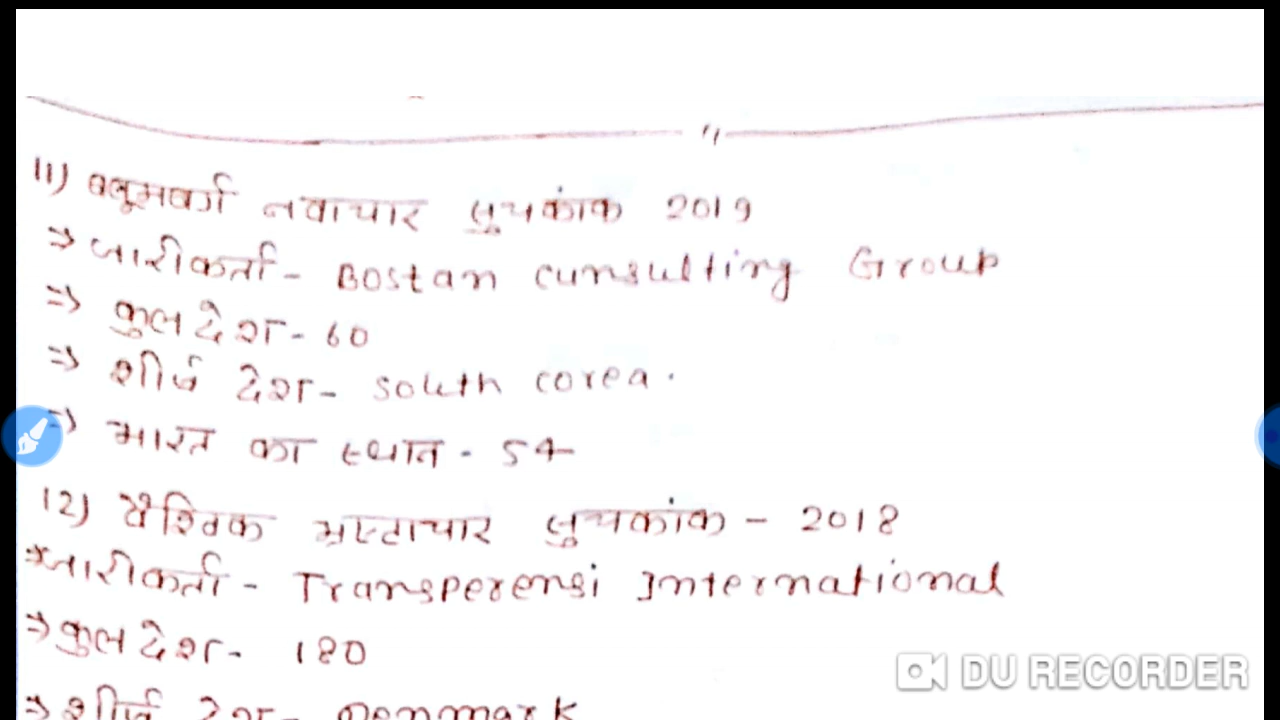 11) ब्लूमबर्ग नवाचार सुचकांक 2019
⇒ जारीकर्ता - Bostan cunsulting Group
⇒ कुल देश - 60
⇒ शीर्ष देश - south corea.
⇒ भारत का स्थान - 54
12) वैश्विक भ्रष्टाचार सुचकांक - 2018
⇒ जारीकर्ता - Transperensi International
⇒ कुल देश - 180
⇒ शीर्ष देश - Denmark
DU RECORDER